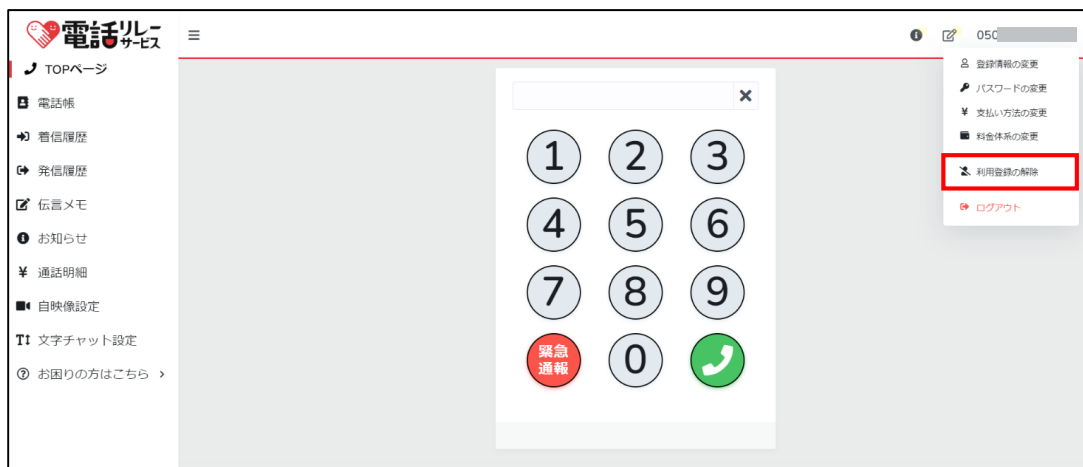 電話リレーサービス
050
TOPページ
電話帳
着信履歴
発信履歴
伝言メモ
お知らせ
¥ 通話明細
自映像設定
文字チャット設定
お困りの方はこちら
1 2 3
4 5 6
7 8 9
緊急通報 0
登録情報の変更
パスワードの変更
¥ 支払い方法の変更
料金体系の変更
利用登録の解除
ログアウト